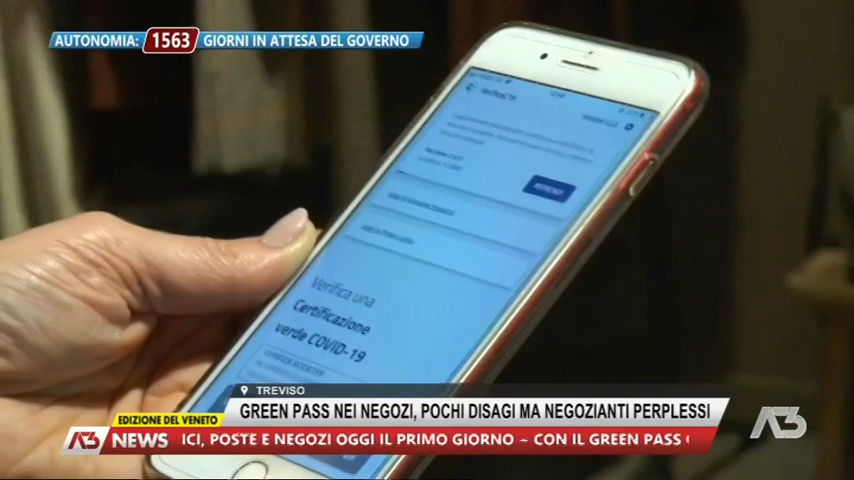 AUTONOMIA: 1563 GIORNI IN ATTESA DEL GOVERNO
VerificaC19
Verifica una
Certificazione
verde COVID-19
TREVISO
EDIZIONE DEL VENETO
GREEN PASS NEI NEGOZI, POCHI DISAGI MA NEGOZIANTI PERPLESSI
A3 NEWS ICI, POSTE E NEGOZI OGGI IL PRIMO GIORNO ~ CON IL GREEN PASS
A3